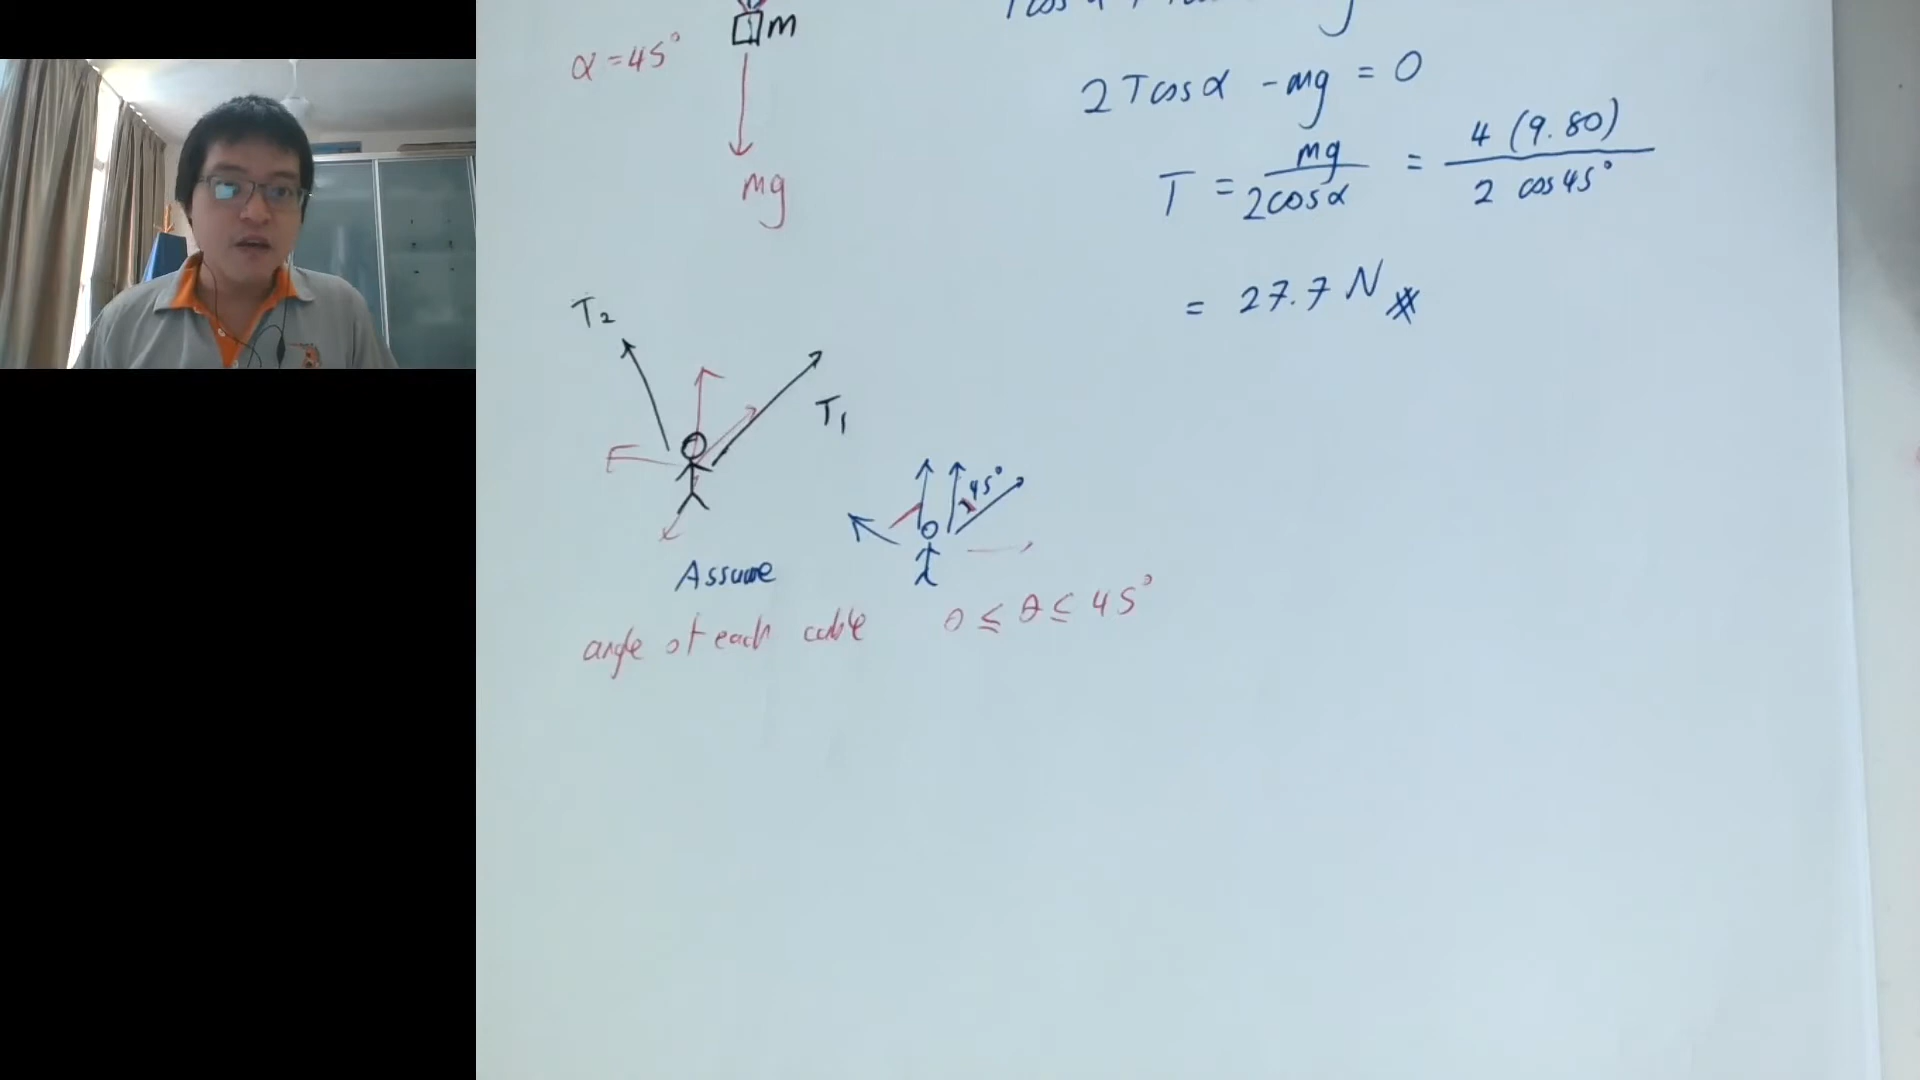 m
α = 45°
mg
2Tcosα - mg = 0
T = mg/2cosα = 4(9.80)/2 cos45°
= 27.7 N
T₂
T₁
45°
Assume
angle of each cable 0 ≤ θ ≤ 45°